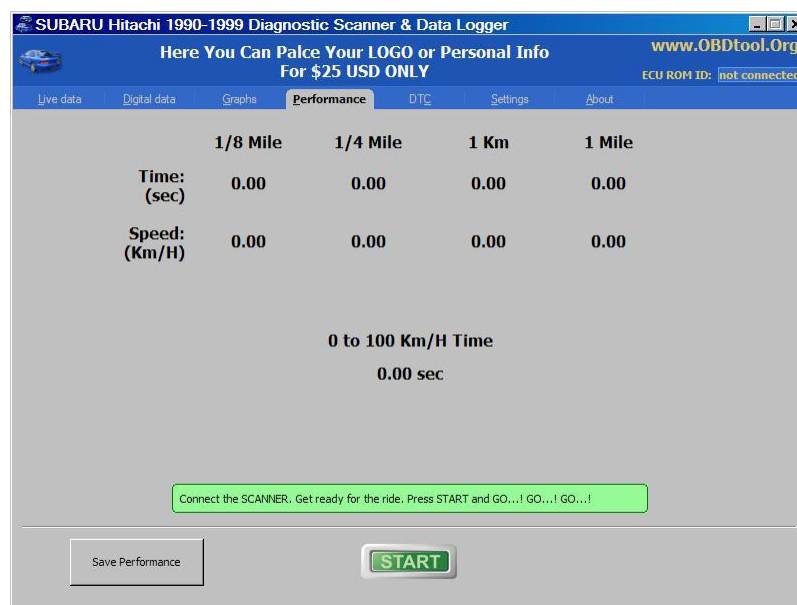 SUBARU Hitachi 1990-1999 Diagnostic Scanner & Data Logger
Here You Can Palce Your LOGO or Personal Info
For $25 USD ONLY
www.OBDtool.Org
ECU ROM ID: not connected
Live data Digital data Graphs Performance DTC Settings About
1/8 Mile 1/4 Mile 1 Km 1 Mile
Time:
(sec)
0.00 0.00 0.00 0.00
Speed:
(Km/H)
0.00 0.00 0.00 0.00
0 to 100 Km/H Time
0.00 sec
Connect the SCANNER. Get ready for the ride. Press START and GO...! GO...! GO...!
Save Performance
START